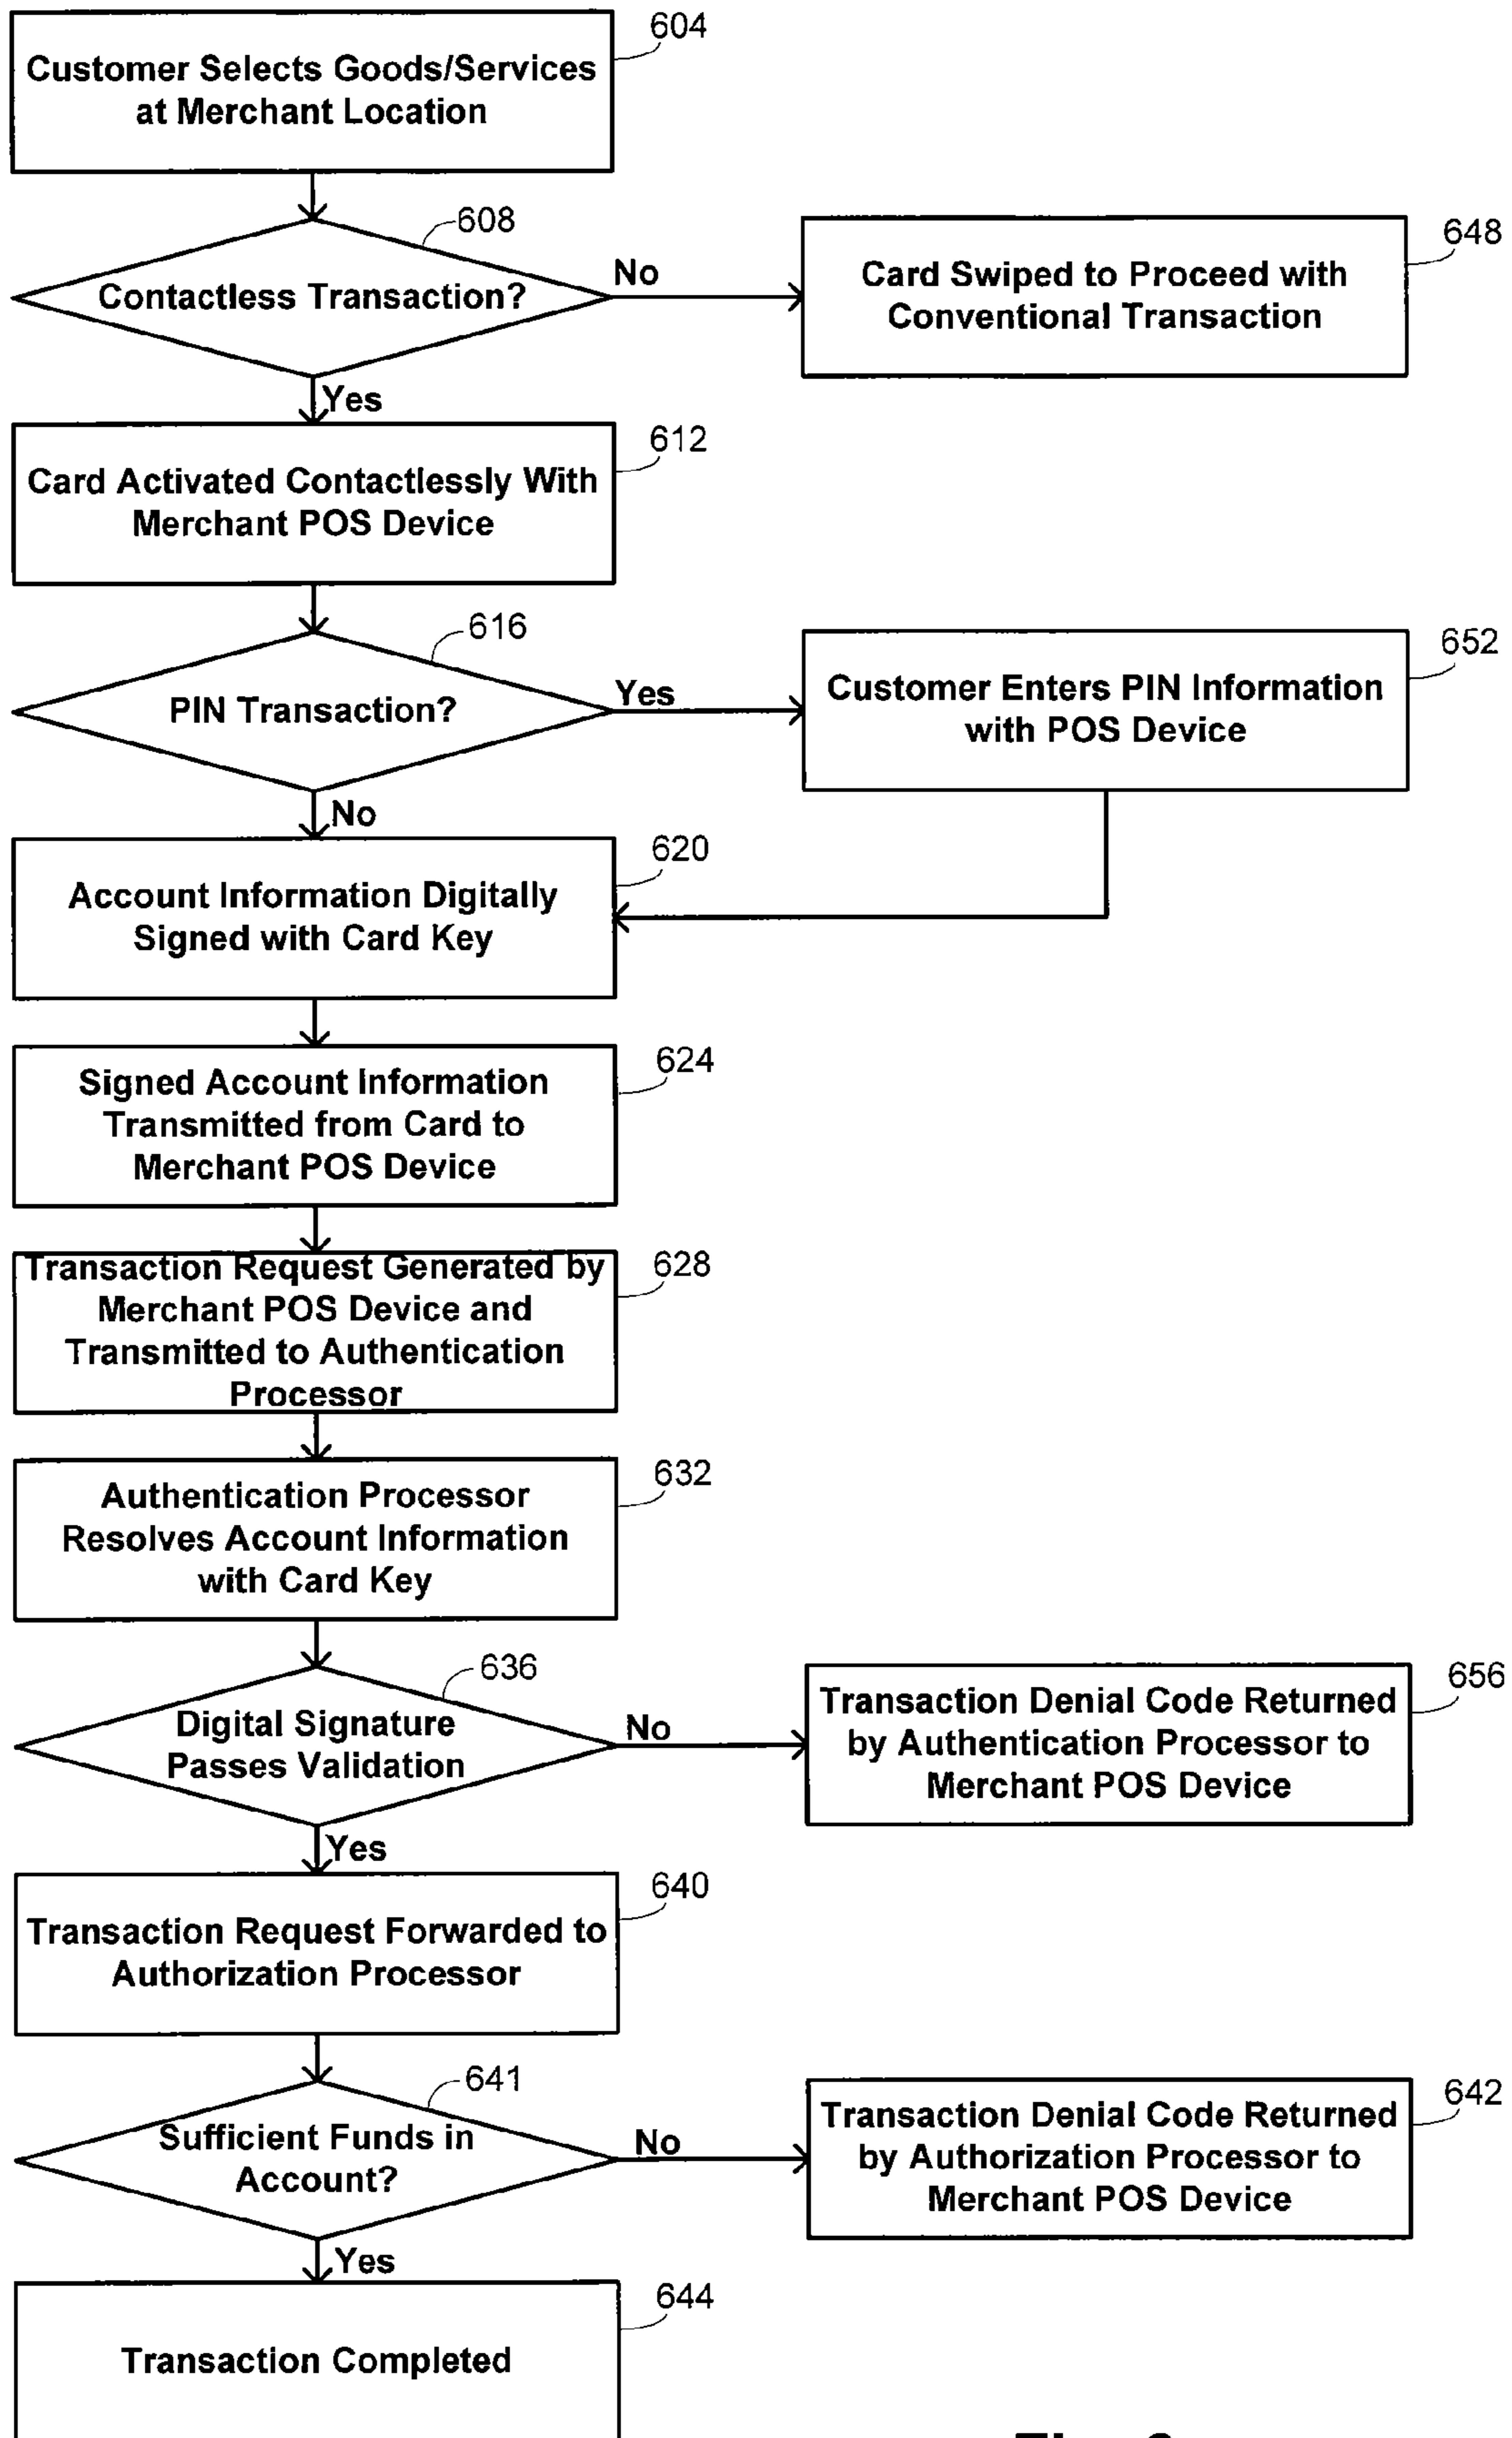 604
Customer Selects Goods/Services
at Merchant Location
608
Contactless Transaction?
No
648
Card Swiped to Proceed with
Conventional Transaction
Yes
612
Card Activated Contactlessly With
Merchant POS Device
616
PIN Transaction?
Yes
652
Customer Enters PIN Information
with POS Device
No
620
Account Information Digitally
Signed with Card Key
624
Signed Account Information
Transmitted from Card to
Merchant POS Device
628
Transaction Request Generated by
Merchant POS Device and
Transmitted to Authentication
Processor
632
Authentication Processor
Resolves Account Information
with Card Key
636
Digital Signature
Passes Validation
No
656
Transaction Denial Code Returned
by Authentication Processor to
Merchant POS Device
Yes
640
Transaction Request Forwarded to
Authorization Processor
641
Sufficient Funds in
Account?
No
642
Transaction Denial Code Returned
by Authorization Processor to
Merchant POS Device
Yes
644
Transaction Completed